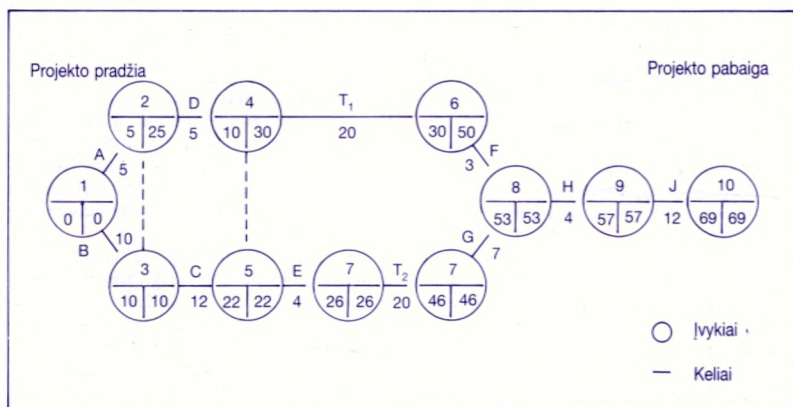 Projekto pradžia
Projekto pabaiga
2
D
4
T₁
6
5 25
5
10 30
20
30 50
A
5
F
3
1
0 0
8
H
9
J
10
53 53
4
57 57
12
69 69
B
10
G
7
3
C
5
E
7
T₂
7
10 10
12
22 22
4
26 26
20
46 46
Įvykiai
Keliai